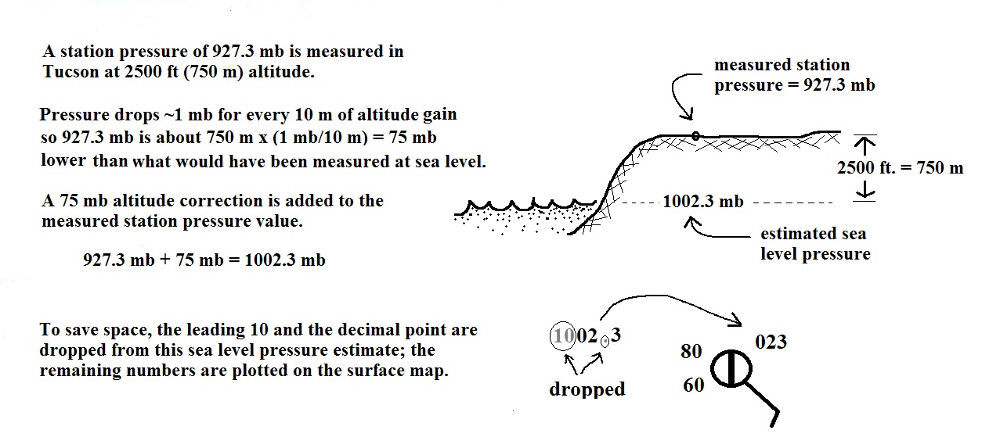 A station pressure of 927.3 mb is measured in
Tucson at 2500 ft (750 m) altitude.
Pressure drops ~1 mb for every 10 m of altitude gain
so 927.3 mb is about 750 m x (1 mb/10 m) = 75 mb
lower than what would have been measured at sea level.
A 75 mb altitude correction is added to the
measured station pressure value.
927.3 mb + 75 mb = 1002.3 mb
measured station
pressure = 927.3 mb
2500 ft. = 750 m
1002.3 mb
estimated sea
level pressure
To save space, the leading 10 and the decimal point are
dropped from this sea level pressure estimate; the
remaining numbers are plotted on the surface map.
1002.3
dropped
023
80
60